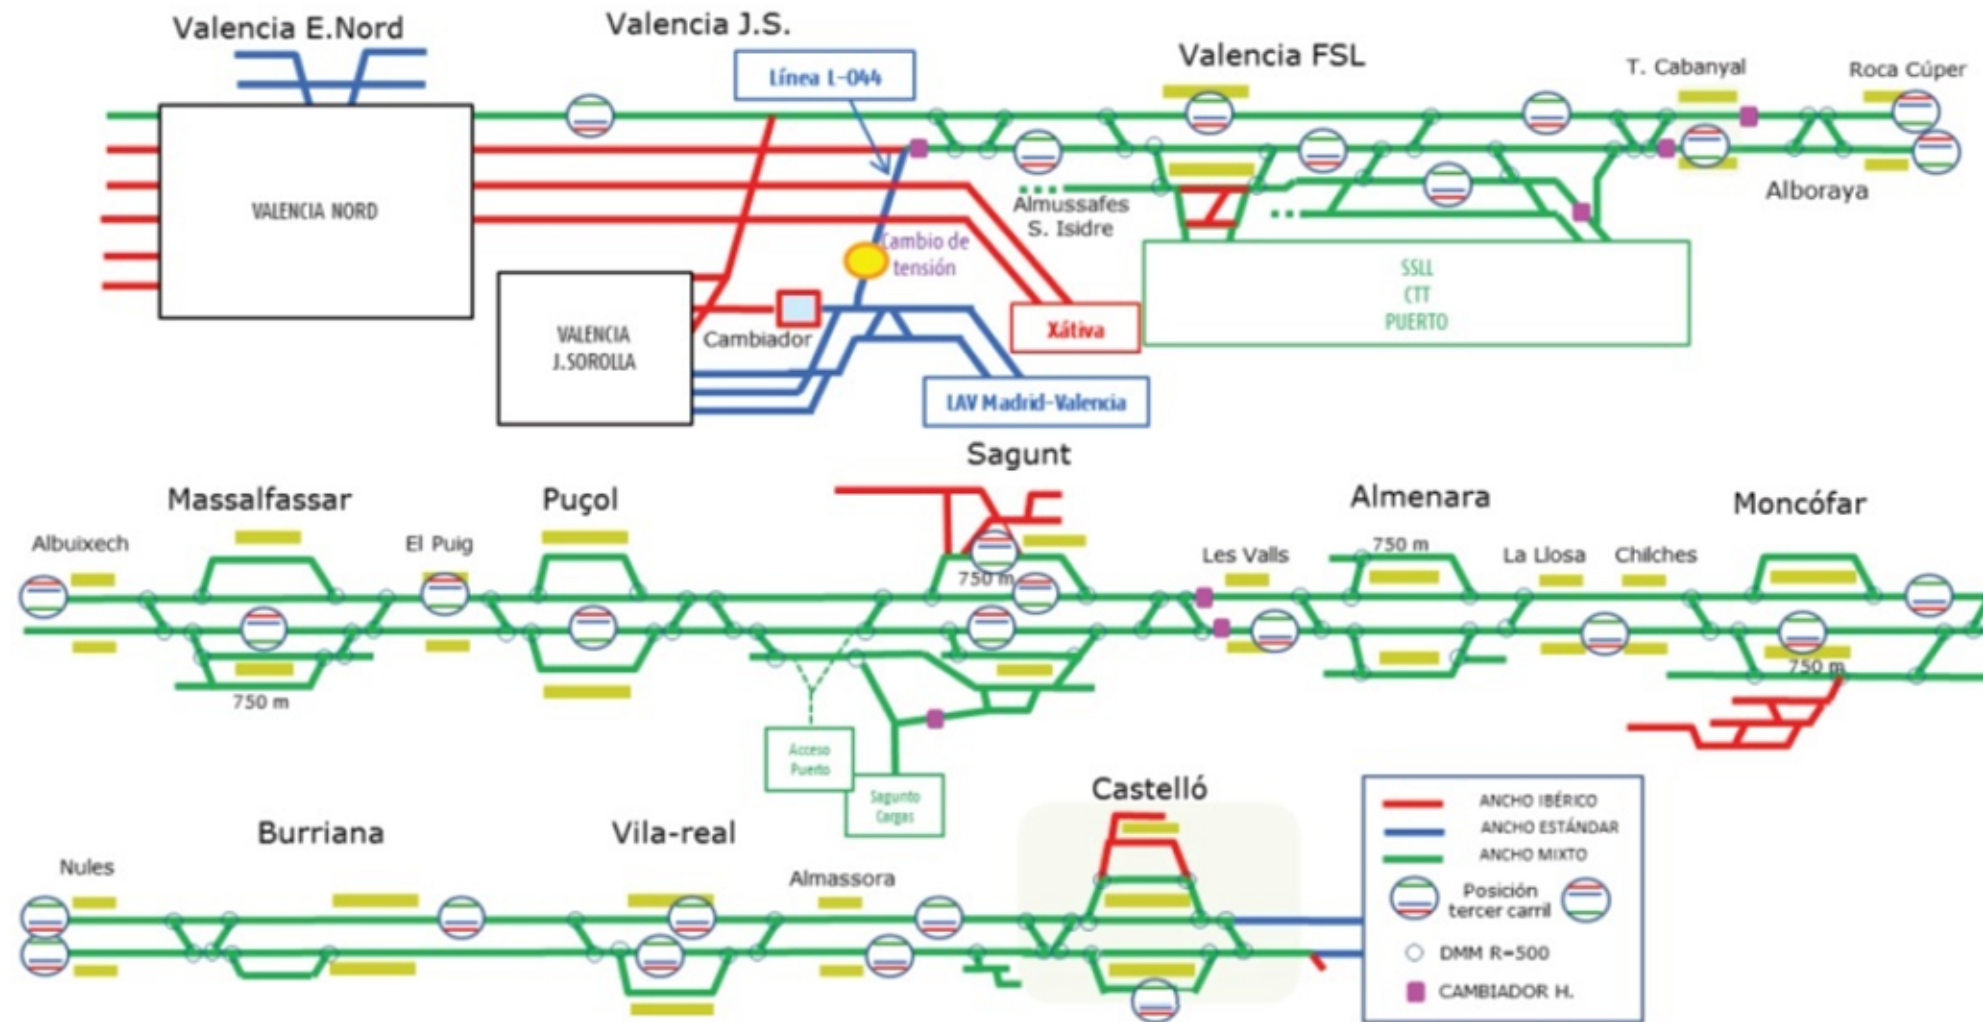 Valencia E.Nord
Valencia J.S.
Línea L-044
Valencia FSL
T. Cabanyal
Roca Cúper
VALENCIA NORD
Almussafes
S. Isidre
Alboraya
Cambio de
tensión
SSLL
CTT
PUERTO
VALENCIA
J.SOROLLA
Cambiador
Xátiva
LAV Madrid-Valencia
Sagunt
Massalfassar
Puçol
Almenara
Moncófar
Albuixech
El Puig
Les Valls
750 m
La Llosa
Chilches
750 m
750 m
750 m
Acceso
Puerto
Sagunto
Cargas
Castelló
Burriana
Vila-real
Nules
Almassora
ANCHO IBÉRICO
ANCHO ESTÁNDAR
ANCHO MIXTO
Posición
tercer carril
DMM R=500
CAMBIADOR H.